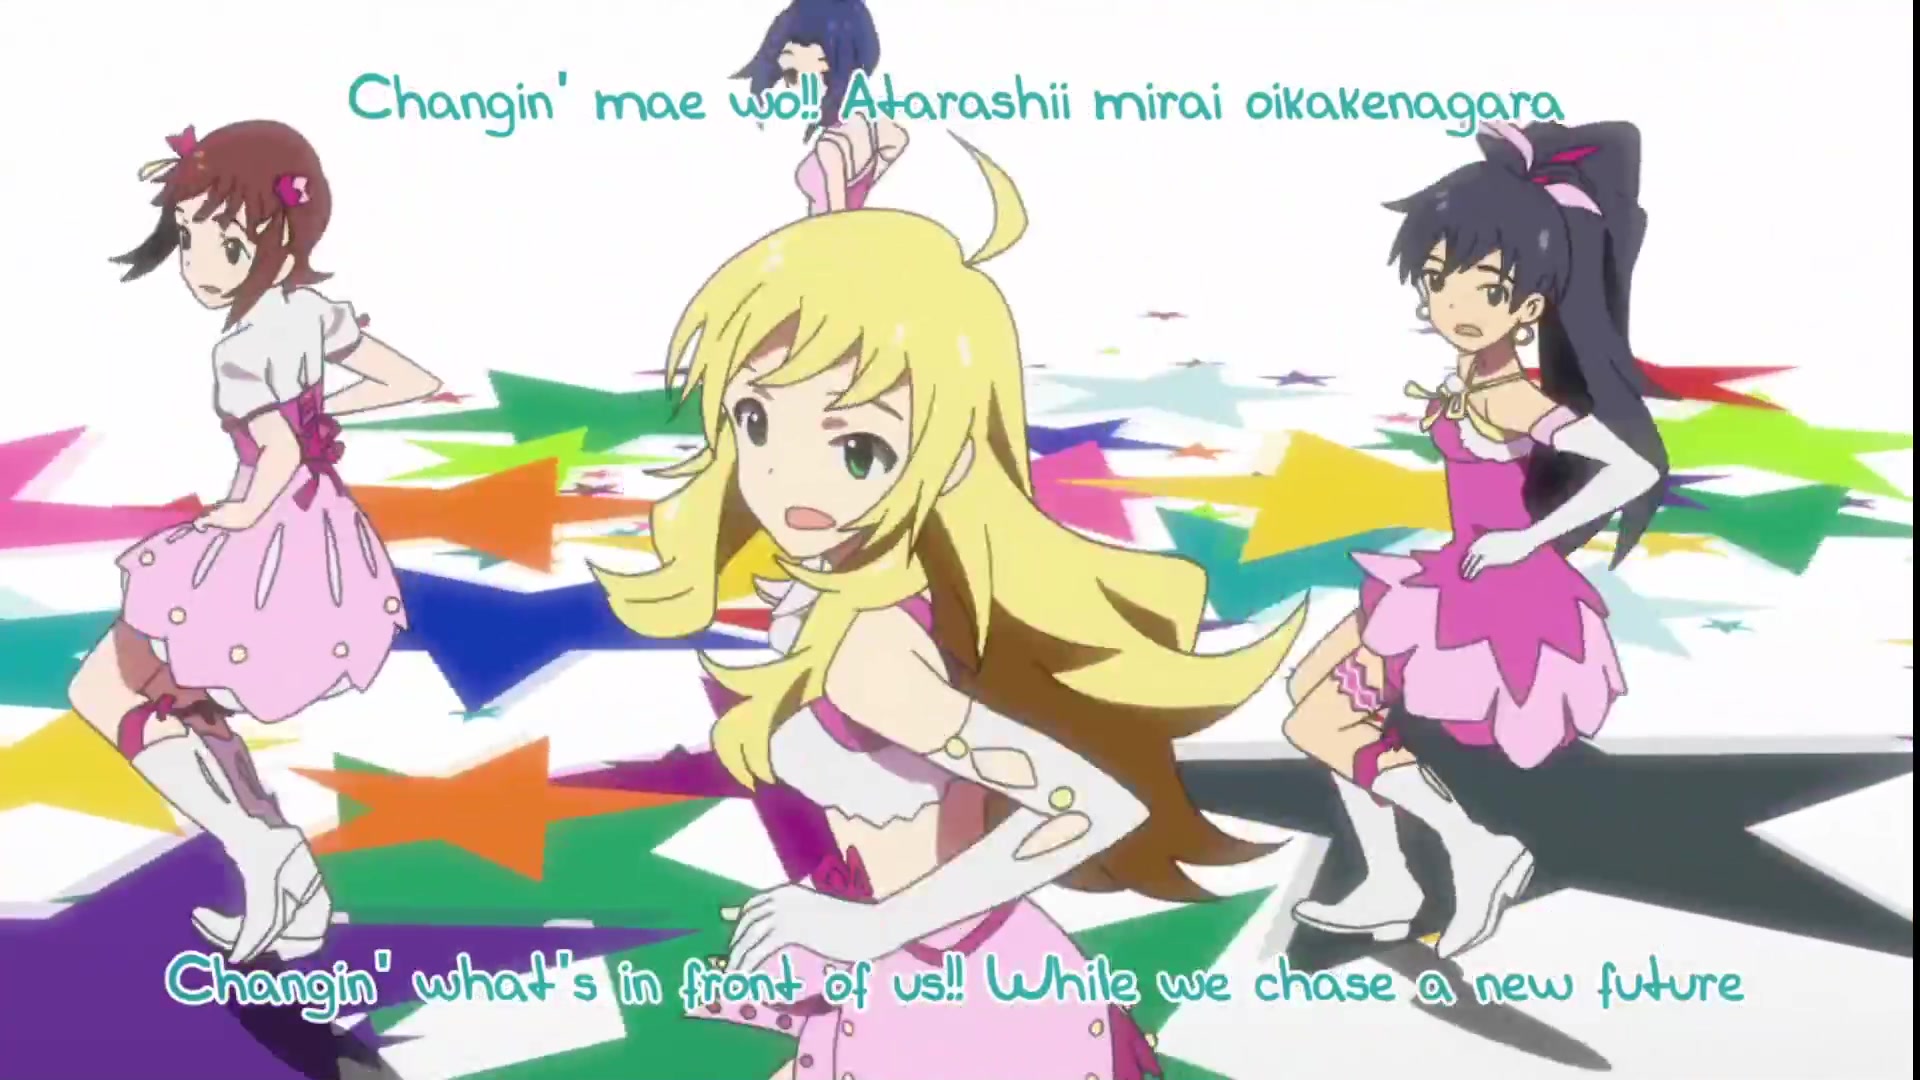 Changin' mae wo!! Atarashii mirai oikakenagara
Changin' what's in front of us!! While we chase a new future